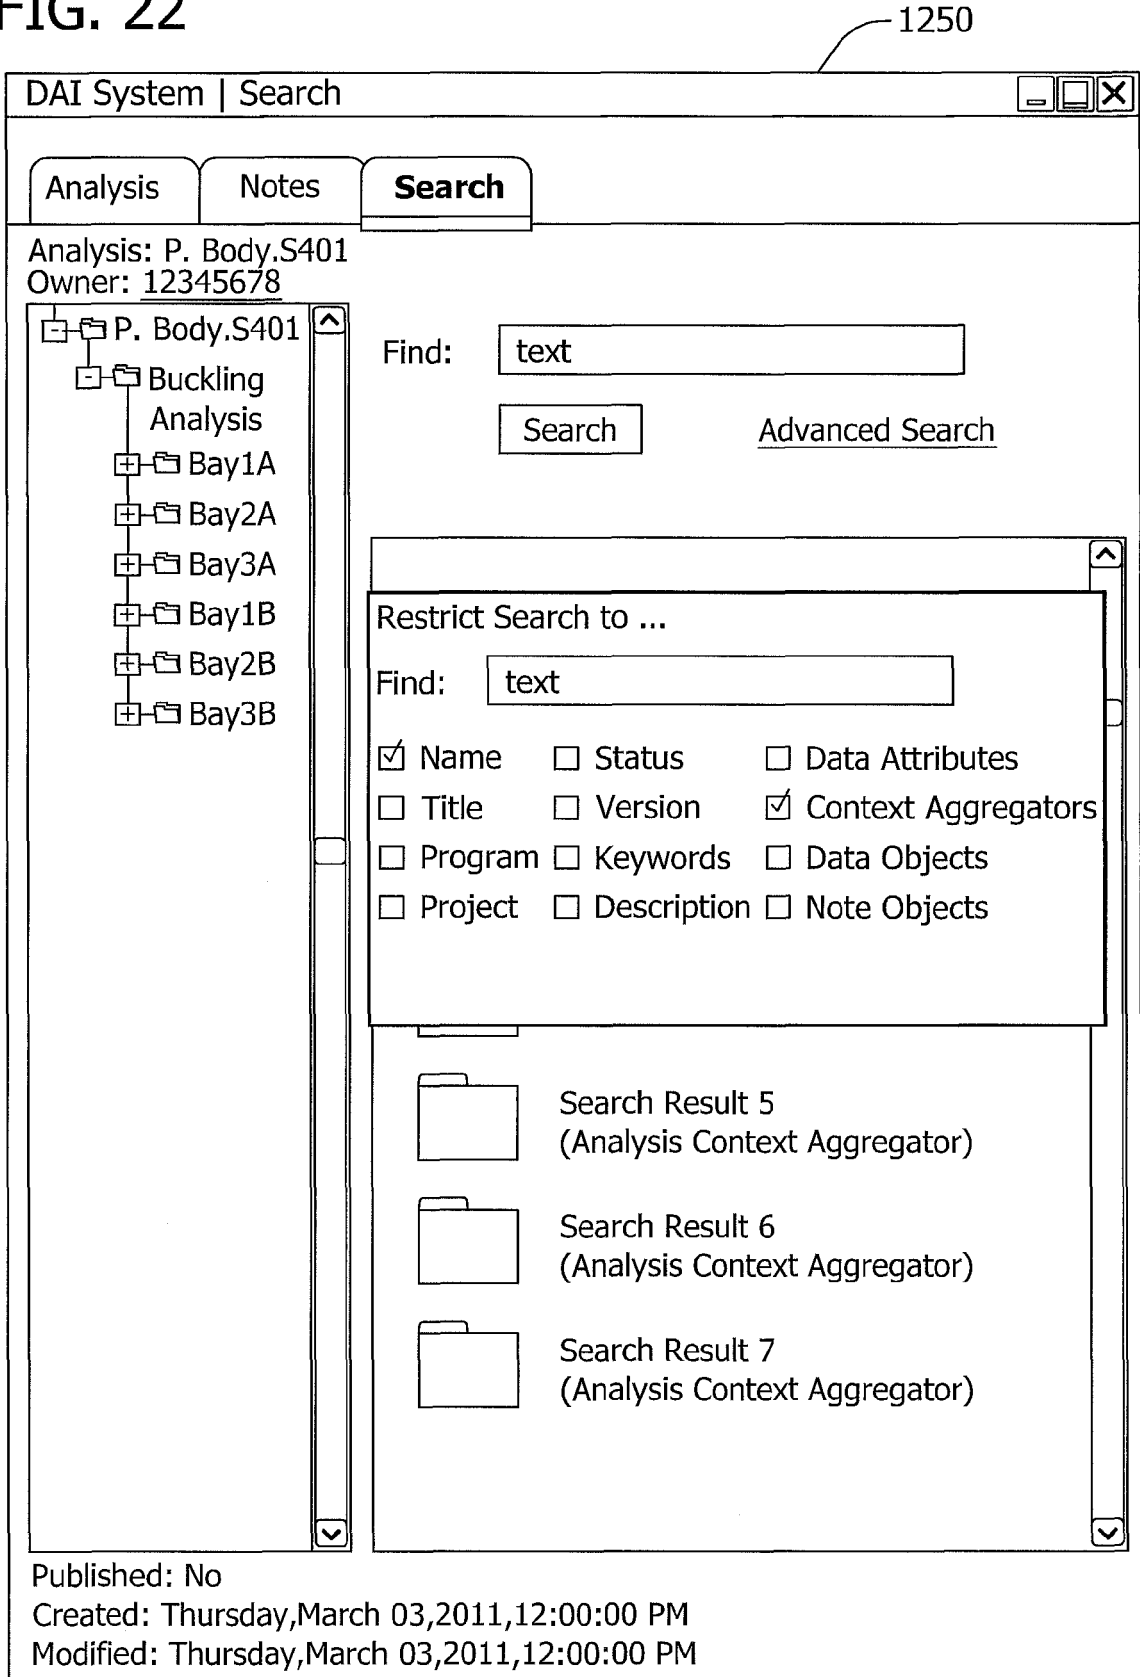 FIG. 22
1250
DAI System | Search
Analysis
Notes
Search
Analysis: P. Body.S401
Owner: 12345678
P. Body.S401
Buckling
Analysis
Bay1A
Bay2A
Bay3A
Bay1B
Bay2B
Bay3B
Find: text
Search
Advanced Search
Restrict Search to ...
Find: text
Name Status Data Attributes
Title Version Context Aggregators
Program Keywords Data Objects
Project Description Note Objects
Search Result 5
(Analysis Context Aggregator)
Search Result 6
(Analysis Context Aggregator)
Search Result 7
(Analysis Context Aggregator)
Published: No
Created: Thursday,March 03,2011,12:00:00 PM
Modified: Thursday,March 03,2011,12:00:00 PM